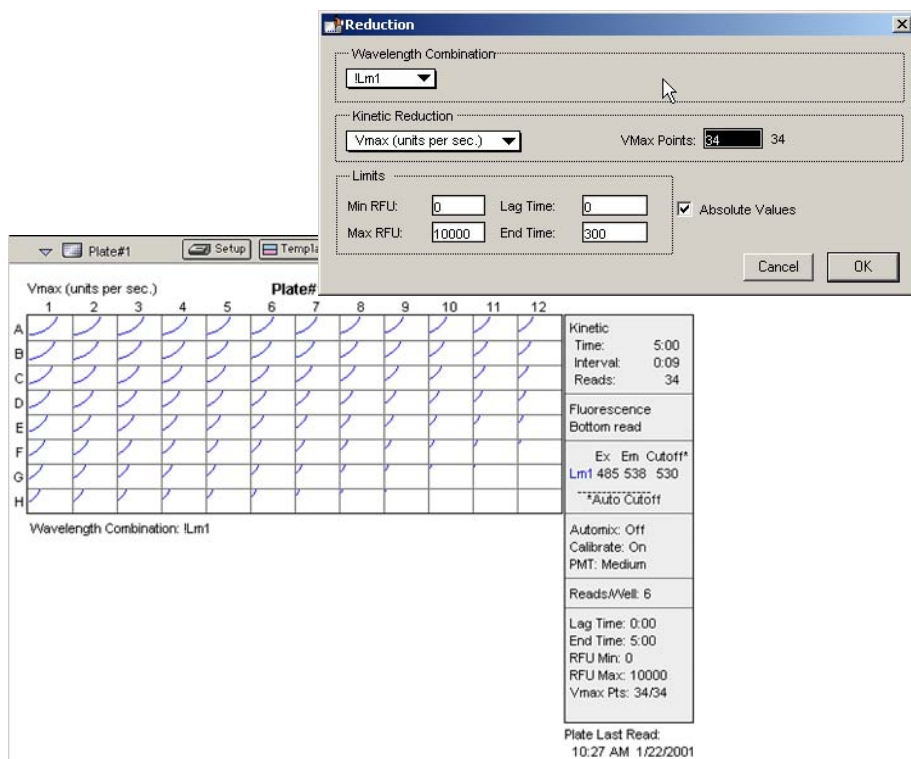 Reduction
Wavelength Combination
!Lm1
Kinetic Reduction
Vmax (units per sec.)
VMax Points: 34 34
Limits
Min RFU: 0 Lag Time: 0
Max RFU: 10000 End Time: 300
Absolute Values
Cancel OK
Plate#1 Setup
Vmax (units per sec.)
1 2 3 4 5 6 7 8 9 10 11 12
A
B
C
D
E
F
G
H
Wavelength Combination: !Lm1
Kinetic
Time: 5:00
Interval: 0:09
Reads: 34
Fluorescence
Bottom read
Ex Em Cutoff*
Lm1 485 538 530
*Auto Cutoff
Automix: Off
Calibrate: On
PMT: Medium
Reads/Well: 6
Lag Time: 0:00
End Time: 5:00
RFU Min: 0
RFU Max: 10000
Vmax Pts: 34/34
Plate Last Read:
10:27 AM 1/22/2001